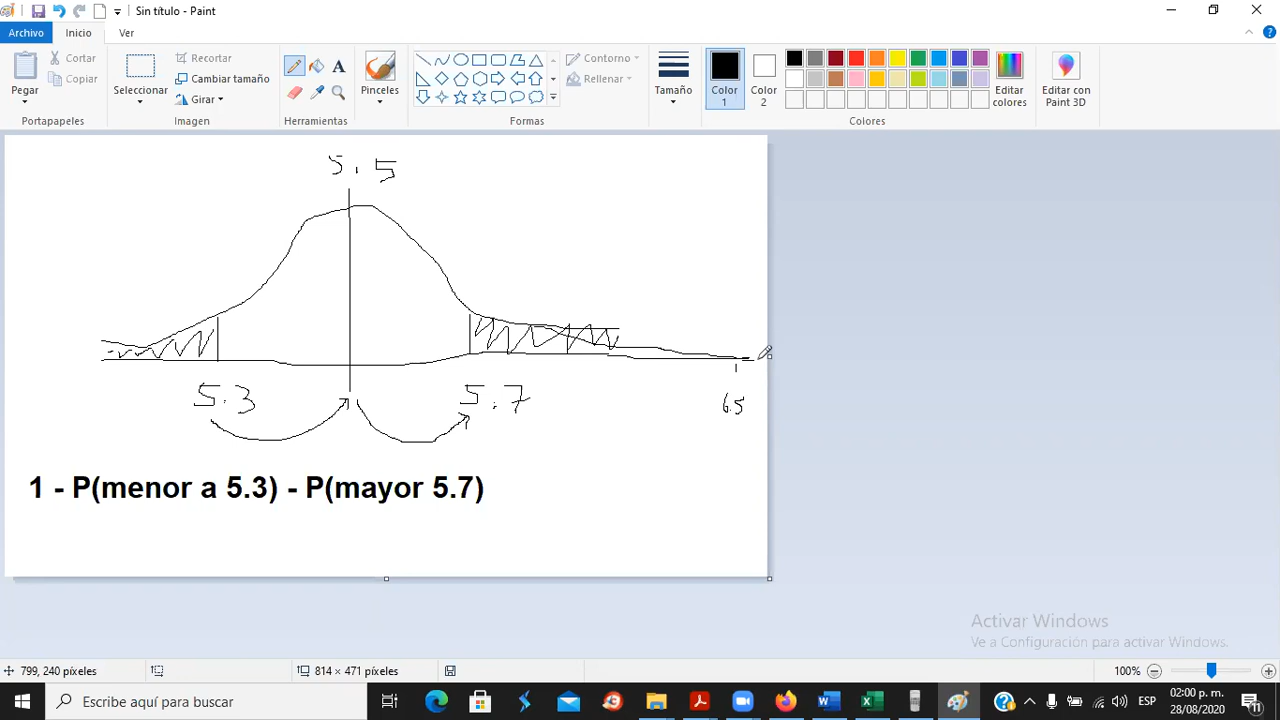 Sin título - Paint
Archivo
Inicio
Ver
Pegar
Cortar
Copiar
Portapapeles
Seleccionar
Recortar
Cambiar tamaño
Girar
Imagen
A
Herramientas
Pinceles
Contorno
Rellenar
Formas
Tamaño
Color 1
Color 2
Colores
Editar colores
Editar con Paint 3D
5.5
5.3
5.7
6.5
1 - P(menor a 5.3) - P(mayor 5.7)
Activar Windows
Ve a Configuración para activar Windows.
799, 240 píxeles
814 × 471 píxeles
100%
Escribe aquí para buscar
ESP
02:00 p. m.
28/08/2020
11